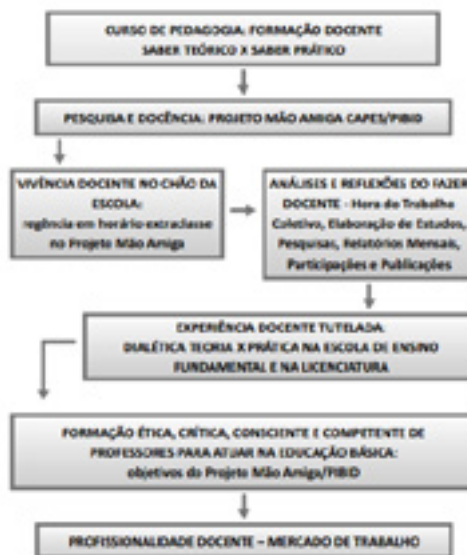 CURSO DE PEDAGOGIA: FORMAÇÃO DOCENTE
SABER TEÓRICO X SABER PRÁTICO
PESQUISA E DOCÊNCIA: PROJETO MÃO AMIGA CAPES/PIBID
VIVÊNCIA DOCENTE NO CHÃO DA
ESCOLA:
regência em horário extraclasse
no Projeto Mão Amiga
ANÁLISES E REFLEXÕES DO FAZER
DOCENTE - Hora de Trabalho
Coletivo, Elaboração de Estudos,
Pesquisas, Relatórios Mensais,
Participações e Publicações
EXPERIÊNCIA DOCENTE TUTELADA:
DIALÉTICA TEORIA X PRÁTICA NA ESCOLA DE ENSINO
FUNDAMENTAL E NA LICENCIATURA
FORMAÇÃO ÉTICA, CRÍTICA, CONSCIENTE E COMPETENTE DE
PROFESSORES PARA ATUAR NA EDUCAÇÃO BÁSICA:
objetivos do Projeto Mão Amiga/PIBID
PROFISSIONALIDADE DOCENTE – MERCADO DE TRABALHO